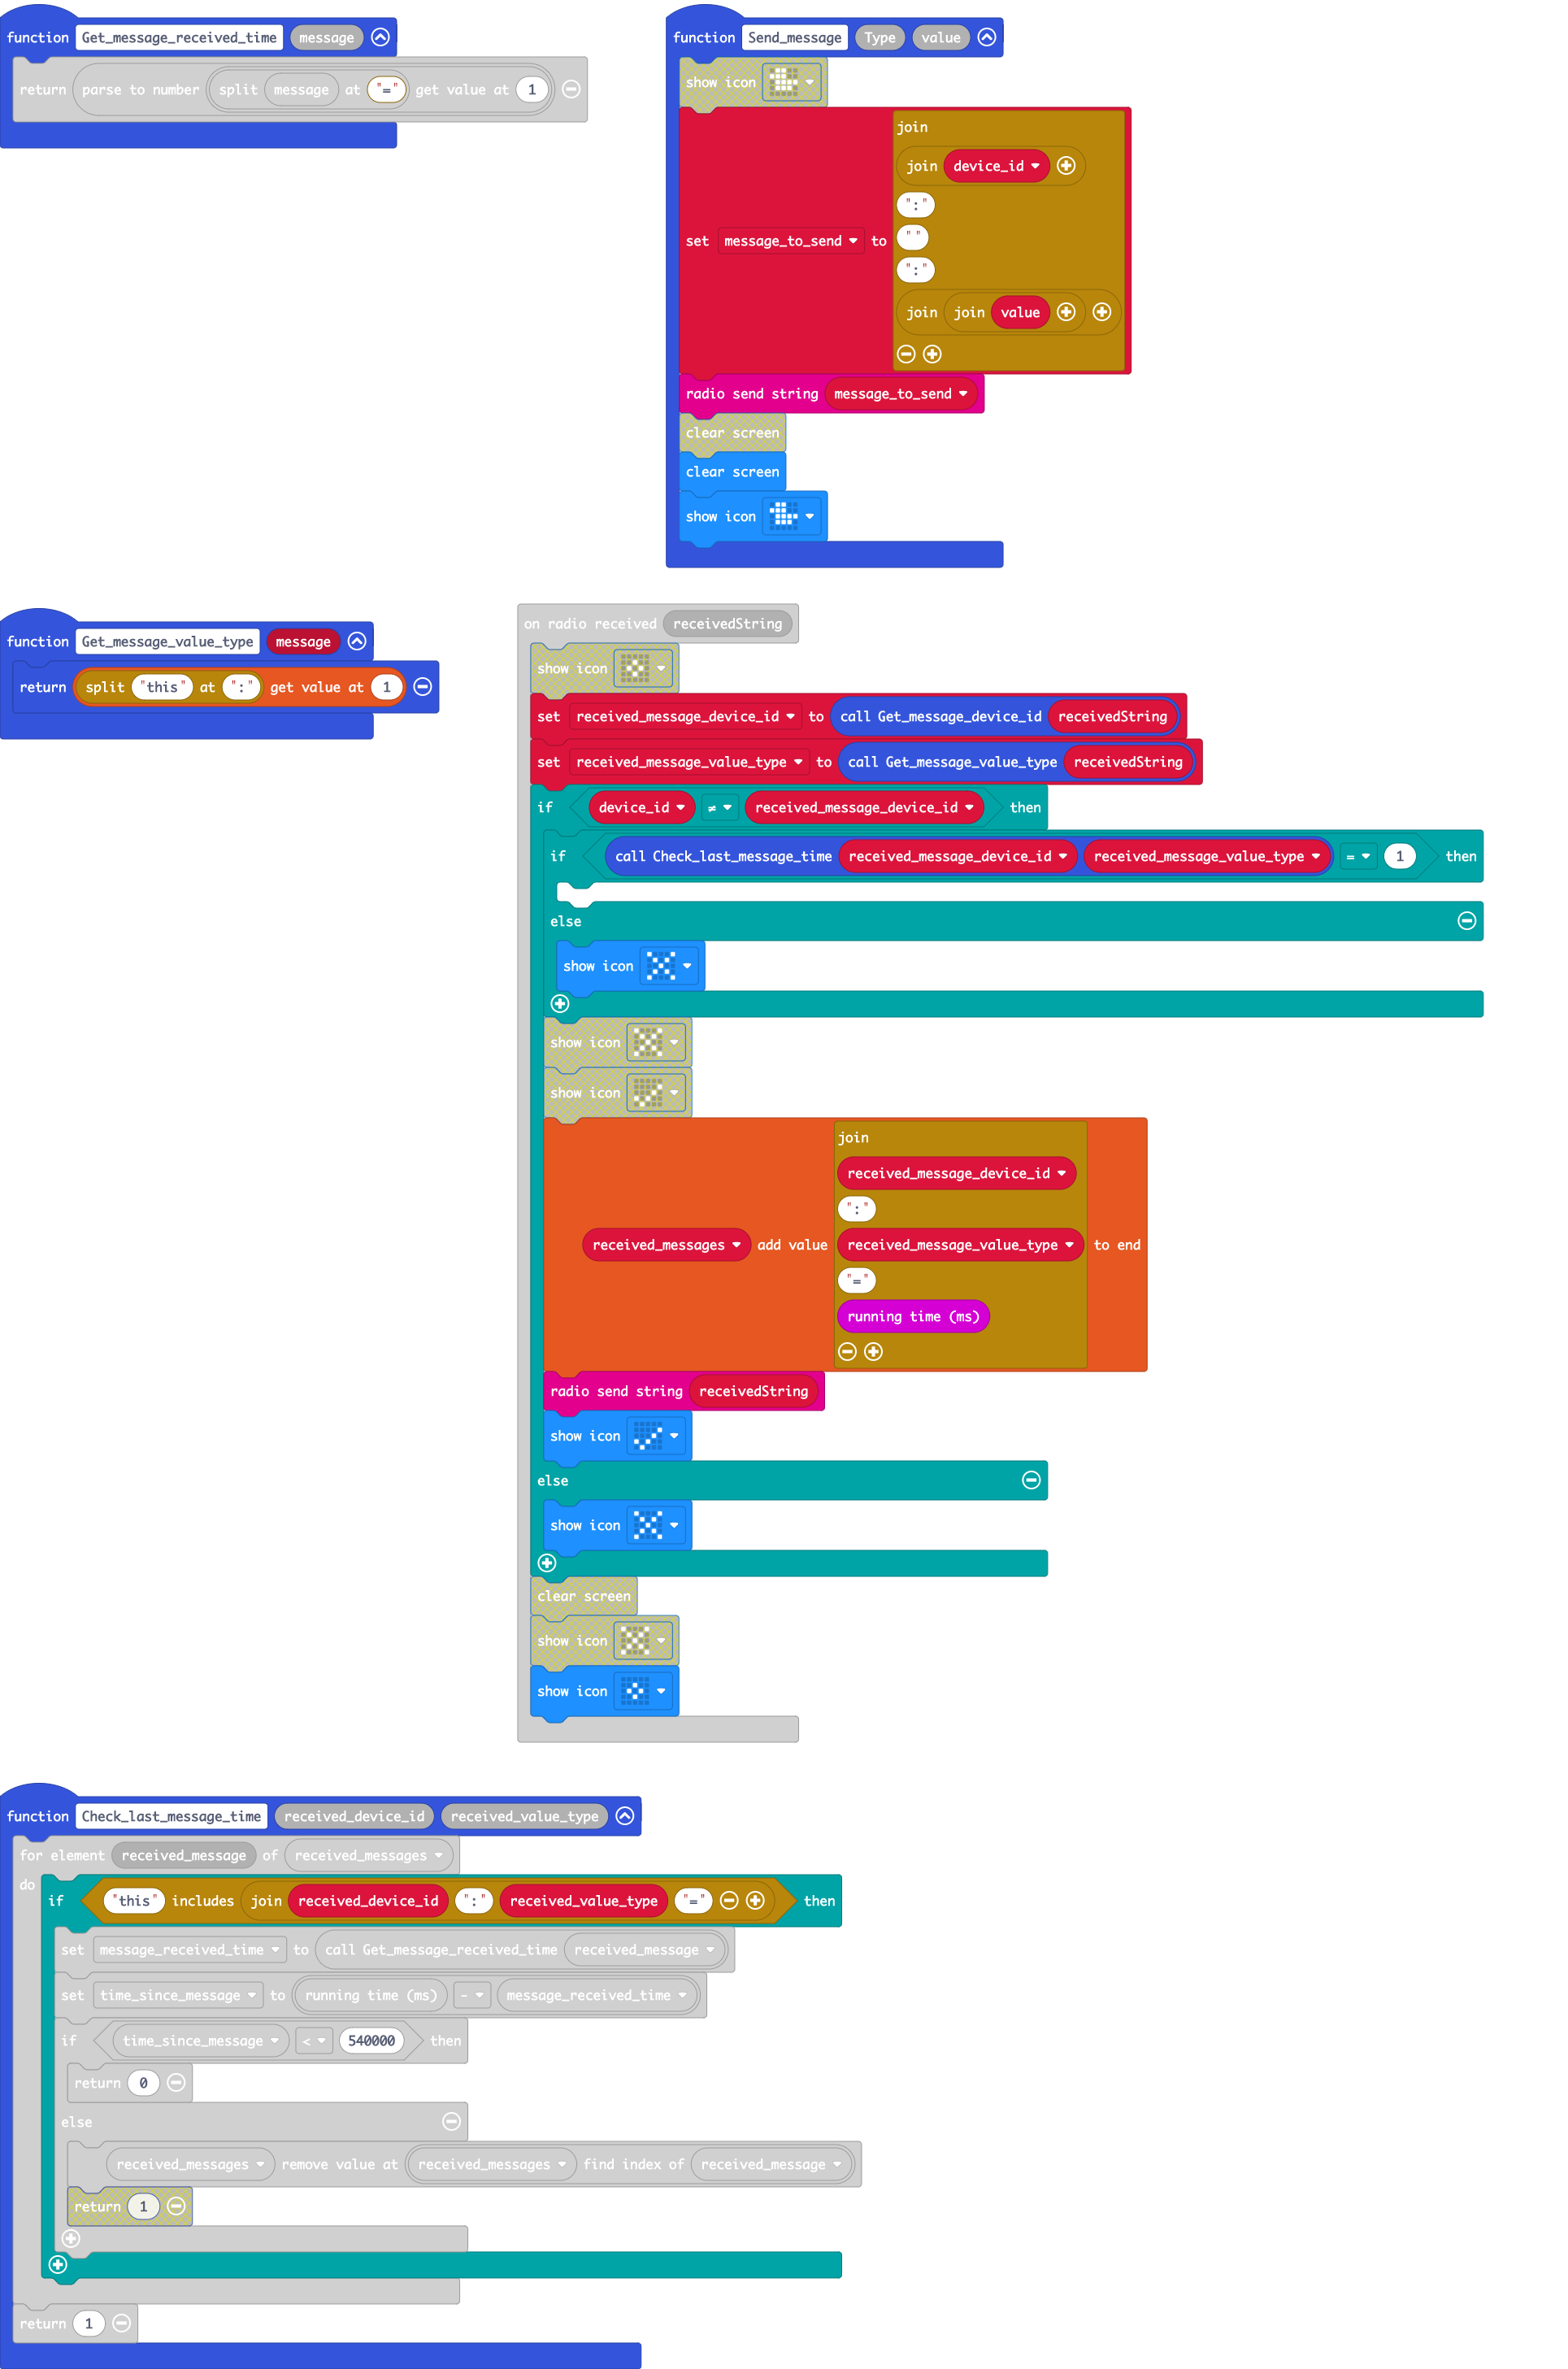 function Get_message_received_time message
return parse to number split message at "=" get value at 1
function Send_message Type value
show icon
set message_to_send to join
join device_id
":"
" "
":"
join join value
radio send string message_to_send
clear screen
clear screen
show icon
function Get_message_value_type message
return split "this" at ":" get value at 1
on radio received receivedString
show icon
set received_message_device_id to call Get_message_device_id receivedString
set received_message_value_type to call Get_message_value_type receivedString
if device_id ≠ received_message_device_id then
if call Check_last_message_time received_message_device_id received_message_value_type = 1 then
else
show icon
show icon
show icon
join
received_message_device_id
":"
received_messages add value received_message_value_type to end
"="
running time (ms)
radio send string receivedString
show icon
else
show icon
clear screen
show icon
show icon
function Check_last_message_time received_device_id received_value_type
for element received_message of received_messages
do
if "this" includes join received_device_id ":" received_value_type "=" then
set message_received_time to call Get_message_received_time received_message
set time_since_message to running time (ms) - message_received_time
if time_since_message < 540000 then
return 0
else
received_messages remove value at received_messages find index of received_message
return 1
return 1